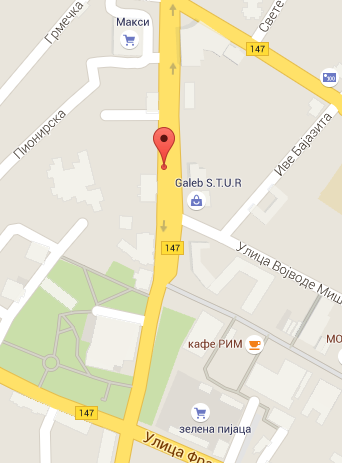 Грмечка
Макси
Свете
147
Пионирска
Иве Бајазита
Galeb S.T.U.R
147
Улица Војводе Миш
кафе РИМ
МО
147
зелена пијаца
Улица Фра